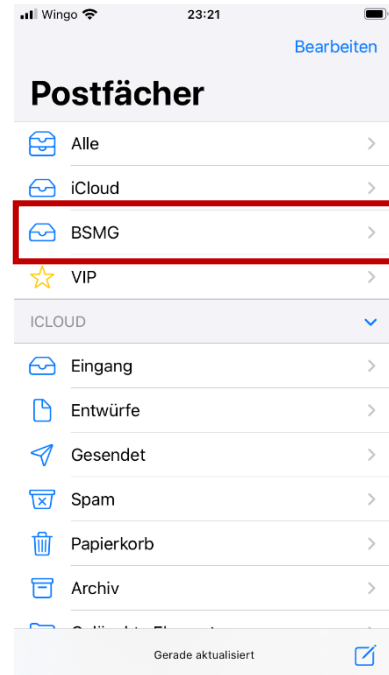 Wingo 23:21
Bearbeiten
Postfächer
Alle
iCloud
BSMG
VIP
ICLOUD
Eingang
Entwürfe
Gesendet
Spam
Papierkorb
Archiv
Gerade aktualisiert